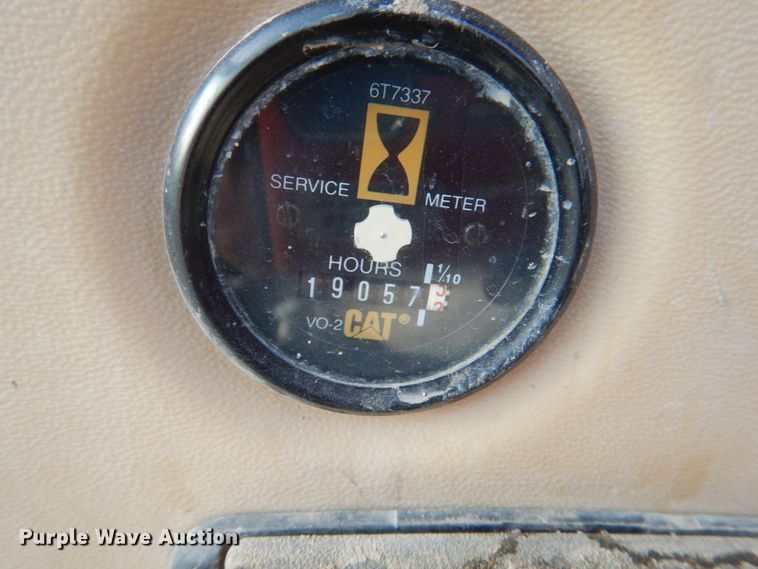 6T7337
SERVICE METER
HOURS 1/10
19057
VO-2 CAT®
Purple Wave Auction